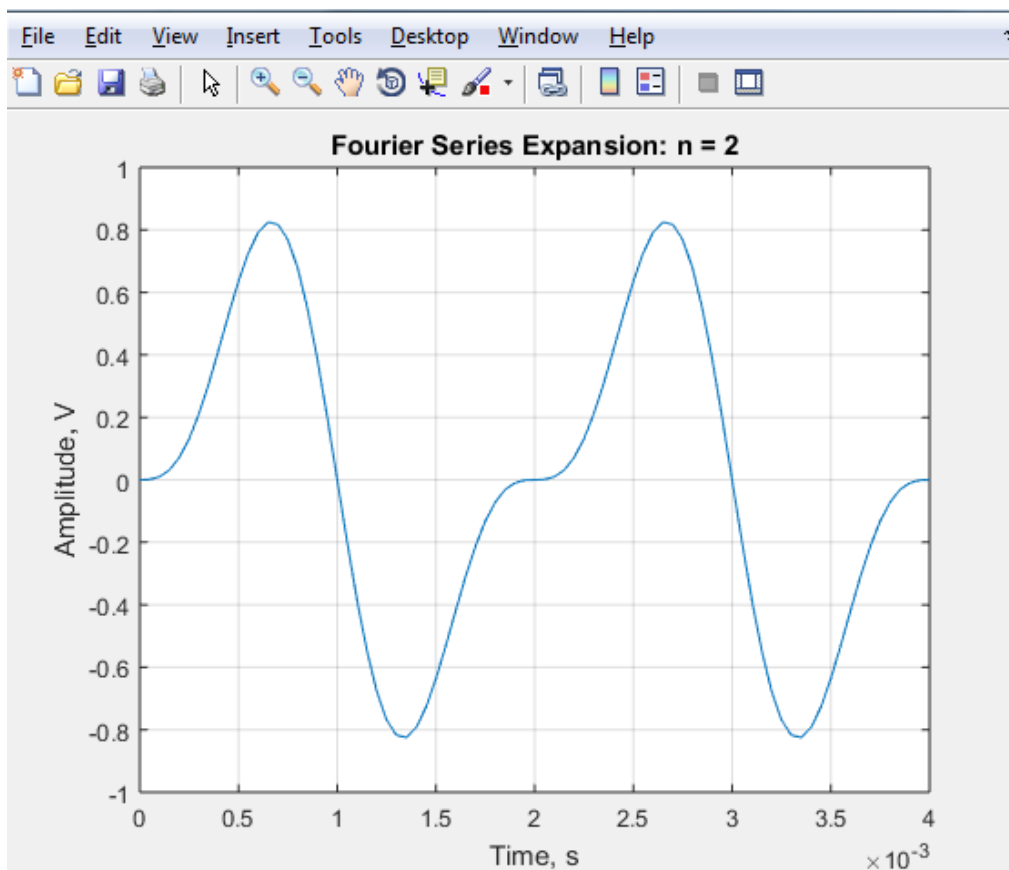 File Edit View Insert Tools Desktop Window Help
Fourier Series Expansion: n = 2
1
0.8
0.6
0.4
0.2
0
-0.2
-0.4
-0.6
-0.8
-1
Amplitude, V
0 0.5 1 1.5 2 2.5 3 3.5 4
Time, s
×10⁻³